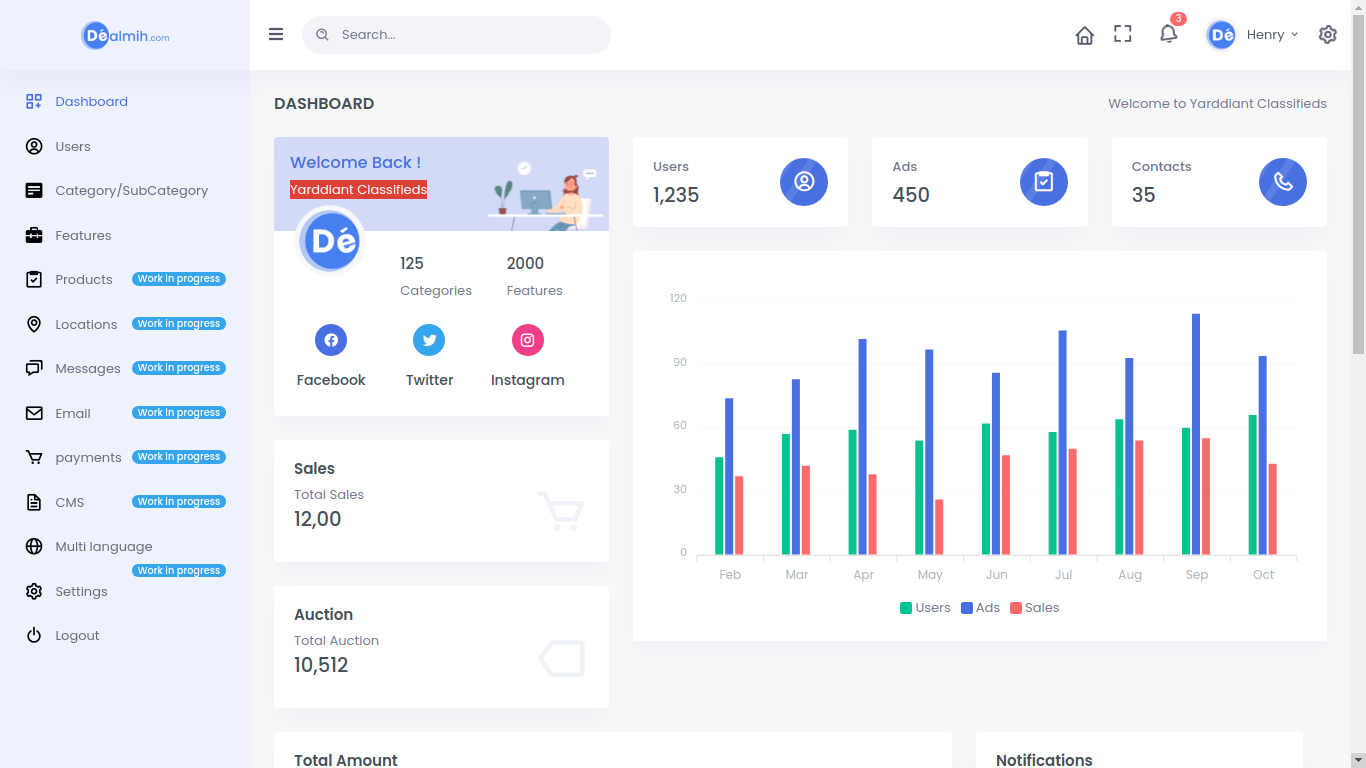 Déalmih.com
Search...
3
Dé
Henry
Dashboard
Users
Category/SubCategory
Features
Products Work in progress
Locations Work in progress
Messages Work in progress
Email Work in progress
payments Work in progress
CMS Work in progress
Multi language
Work in progress
Settings
Logout
DASHBOARD
Welcome to Yarddiant Classifieds
Welcome Back !
Yarddiant Classifieds
Dé
125
Categories
2000
Features
Facebook
Twitter
Instagram
Users
1,235
Ads
450
Contacts
35
120
90
60
30
0
Feb Mar Apr May Jun Jul Aug Sep Oct
Users Ads Sales
Sales
Total Sales
12,00
Auction
Total Auction
10,512
Total Amount
Notifications